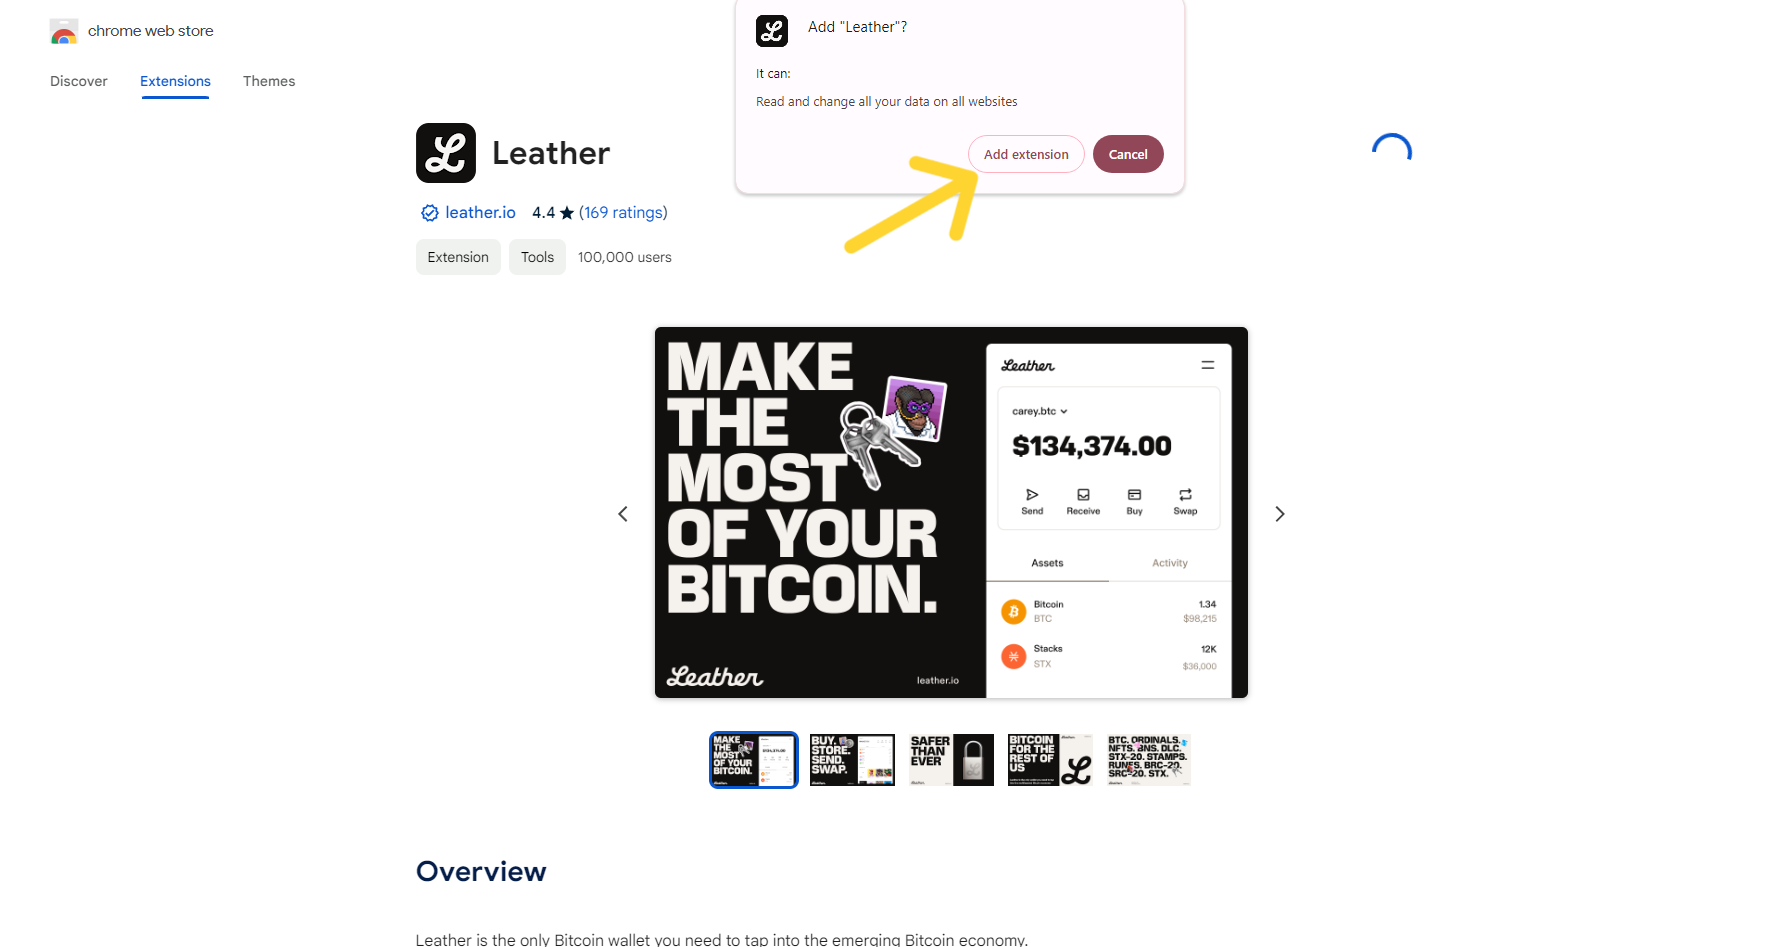 chrome web store
Discover
Extensions
Themes
Add "Leather"?
It can:
Read and change all your data on all websites
Add extension
Cancel
Leather
leather.io
4.4 ★ (169 ratings)
Extension
Tools
100,000 users
MAKE
THE
MOST
OF YOUR
BITCOIN.
Leather
leather.io
Leather
carey.btc
$134,374.00
Send
Receive
Buy
Swap
Assets
Activity
Bitcoin
1.34
BTC
$98,215
Stacks
12K
STX
$36,000
MAKE
THE
MOST
OF YOUR
BITCOIN.
BUY.
STORE.
SEND.
SWAP.
SAFER
THAN
EVER
BITCOIN
FOR THE
REST OF
US
BTC. ORDINALS.
NFTS. BNS. DLC.
STX-20. STAMPS.
RUNES. BRC-20.
SRC-20. STX.
Overview
Leather is the only Bitcoin wallet you need to tap into the emerging Bitcoin economy.